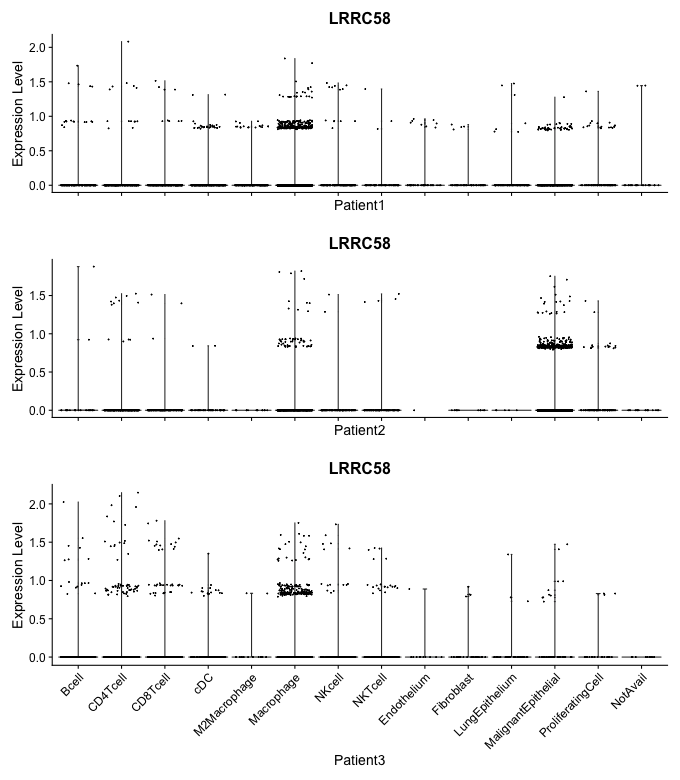 LRRC58
Expression Level
2.0
1.5
1.0
0.5
0.0
Patient1
LRRC58
Expression Level
1.5
1.0
0.5
0.0
Patient2
LRRC58
Expression Level
2.0
1.5
1.0
0.5
0.0
Bcell
CD4Tcell
CD8Tcell
cDC
M2Macrophage
Macrophage
NKcell
NKTcell
Endothelium
Fibroblast
LungEpithelium
MalignantEpithelial
ProliferatingCell
NotAvail
Patient3